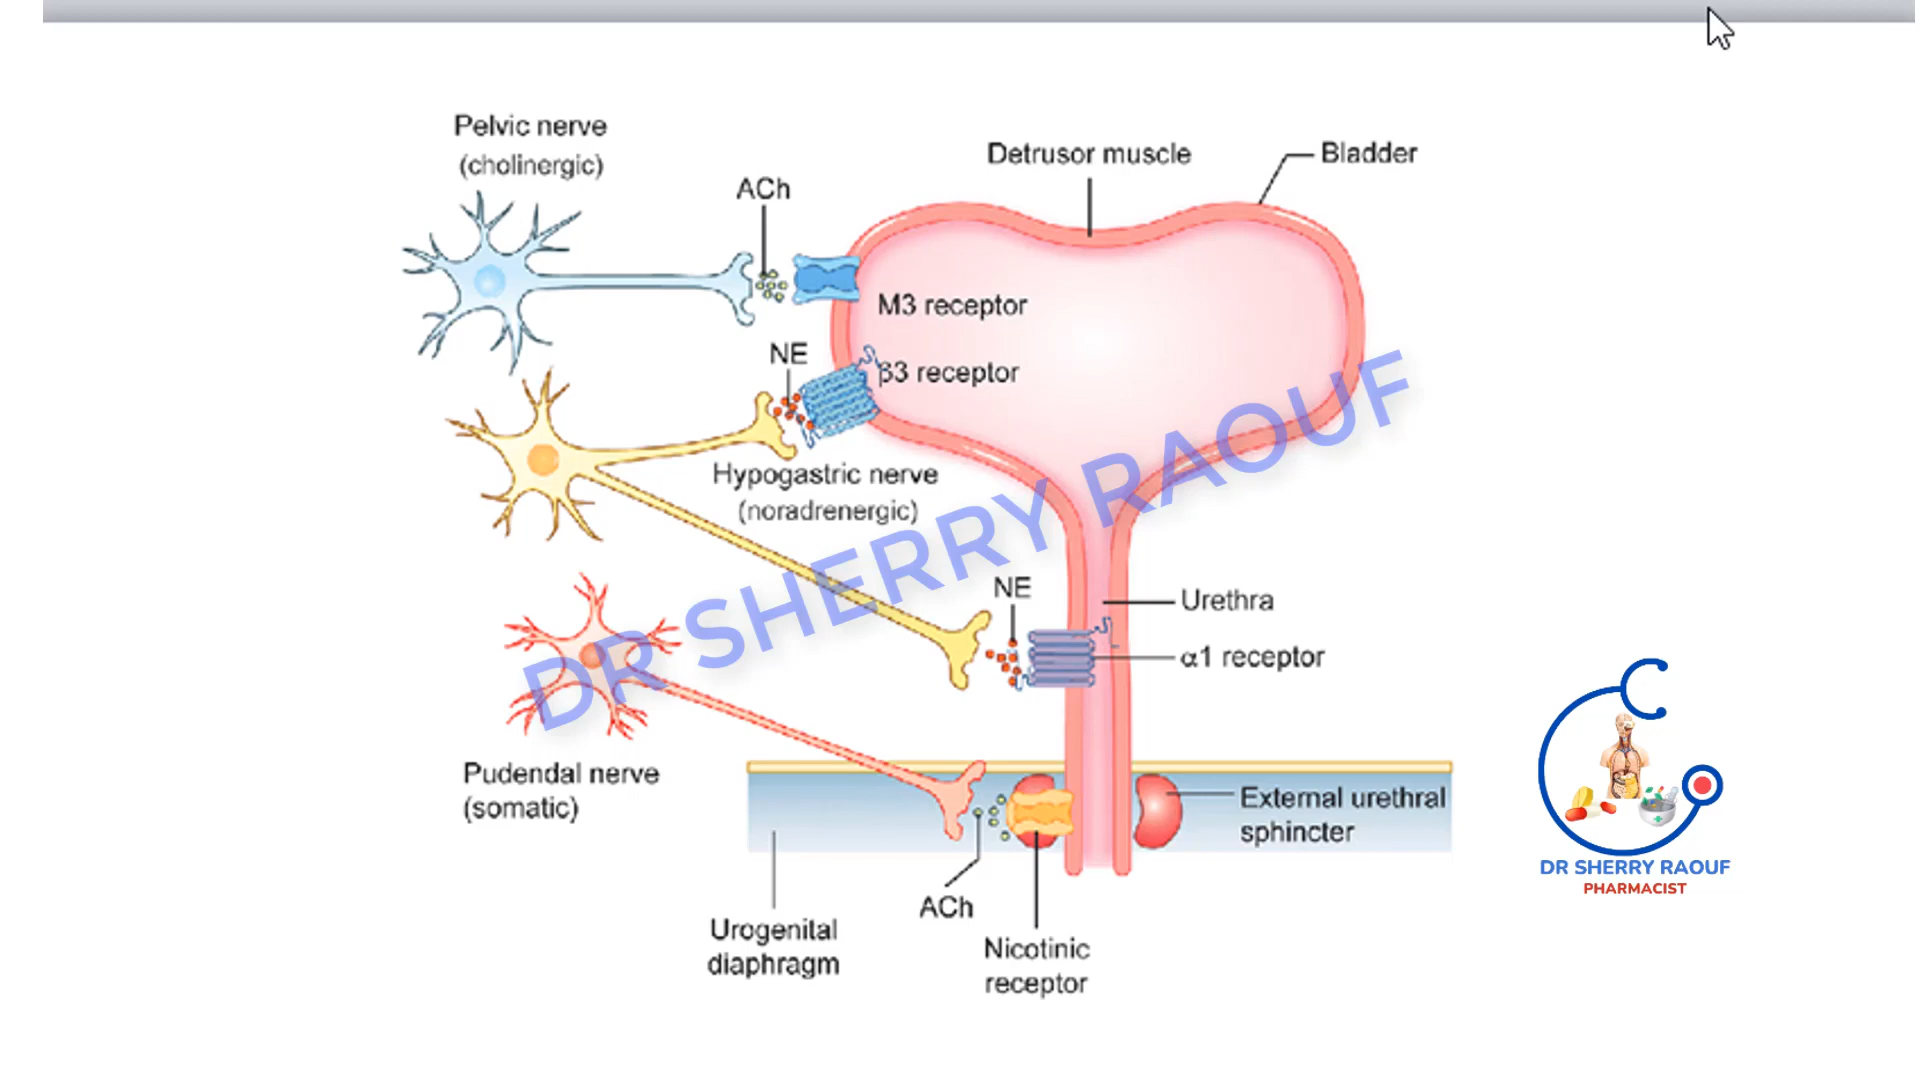 Pelvic nerve
(cholinergic)
ACh
Detrusor muscle
Bladder
M3 receptor
NE
β3 receptor
Hypogastric nerve
(noradrenergic)
DR SHERRY RAOUF
NE
Urethra
α1 receptor
Pudendal nerve
(somatic)
External urethral
sphincter
ACh
Urogenital
diaphragm
Nicotinic
receptor
DR SHERRY RAOUF
PHARMACIST